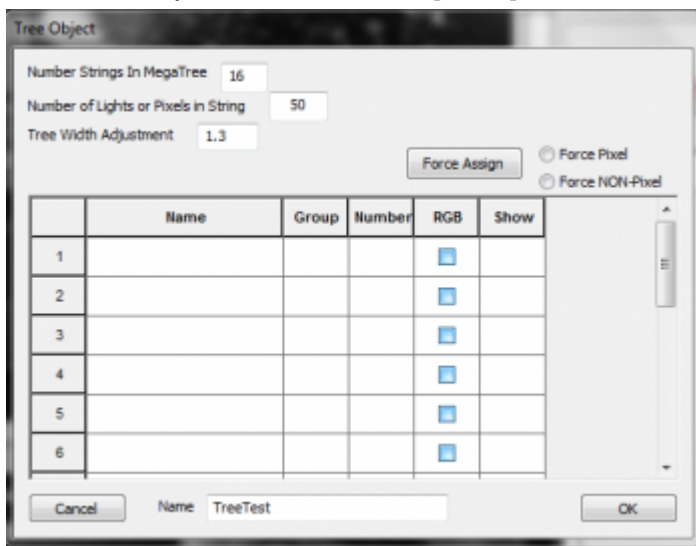 Tree Object
Number Strings In MegaTree 16
Number of Lights or Pixels in String 50
Tree Width Adjustment 1.3
Force Assign
Force Pixel
Force NON-Pixel
Name Group Number RGB Show
1
2
3
4
5
6
Cancel Name TreeTest OK